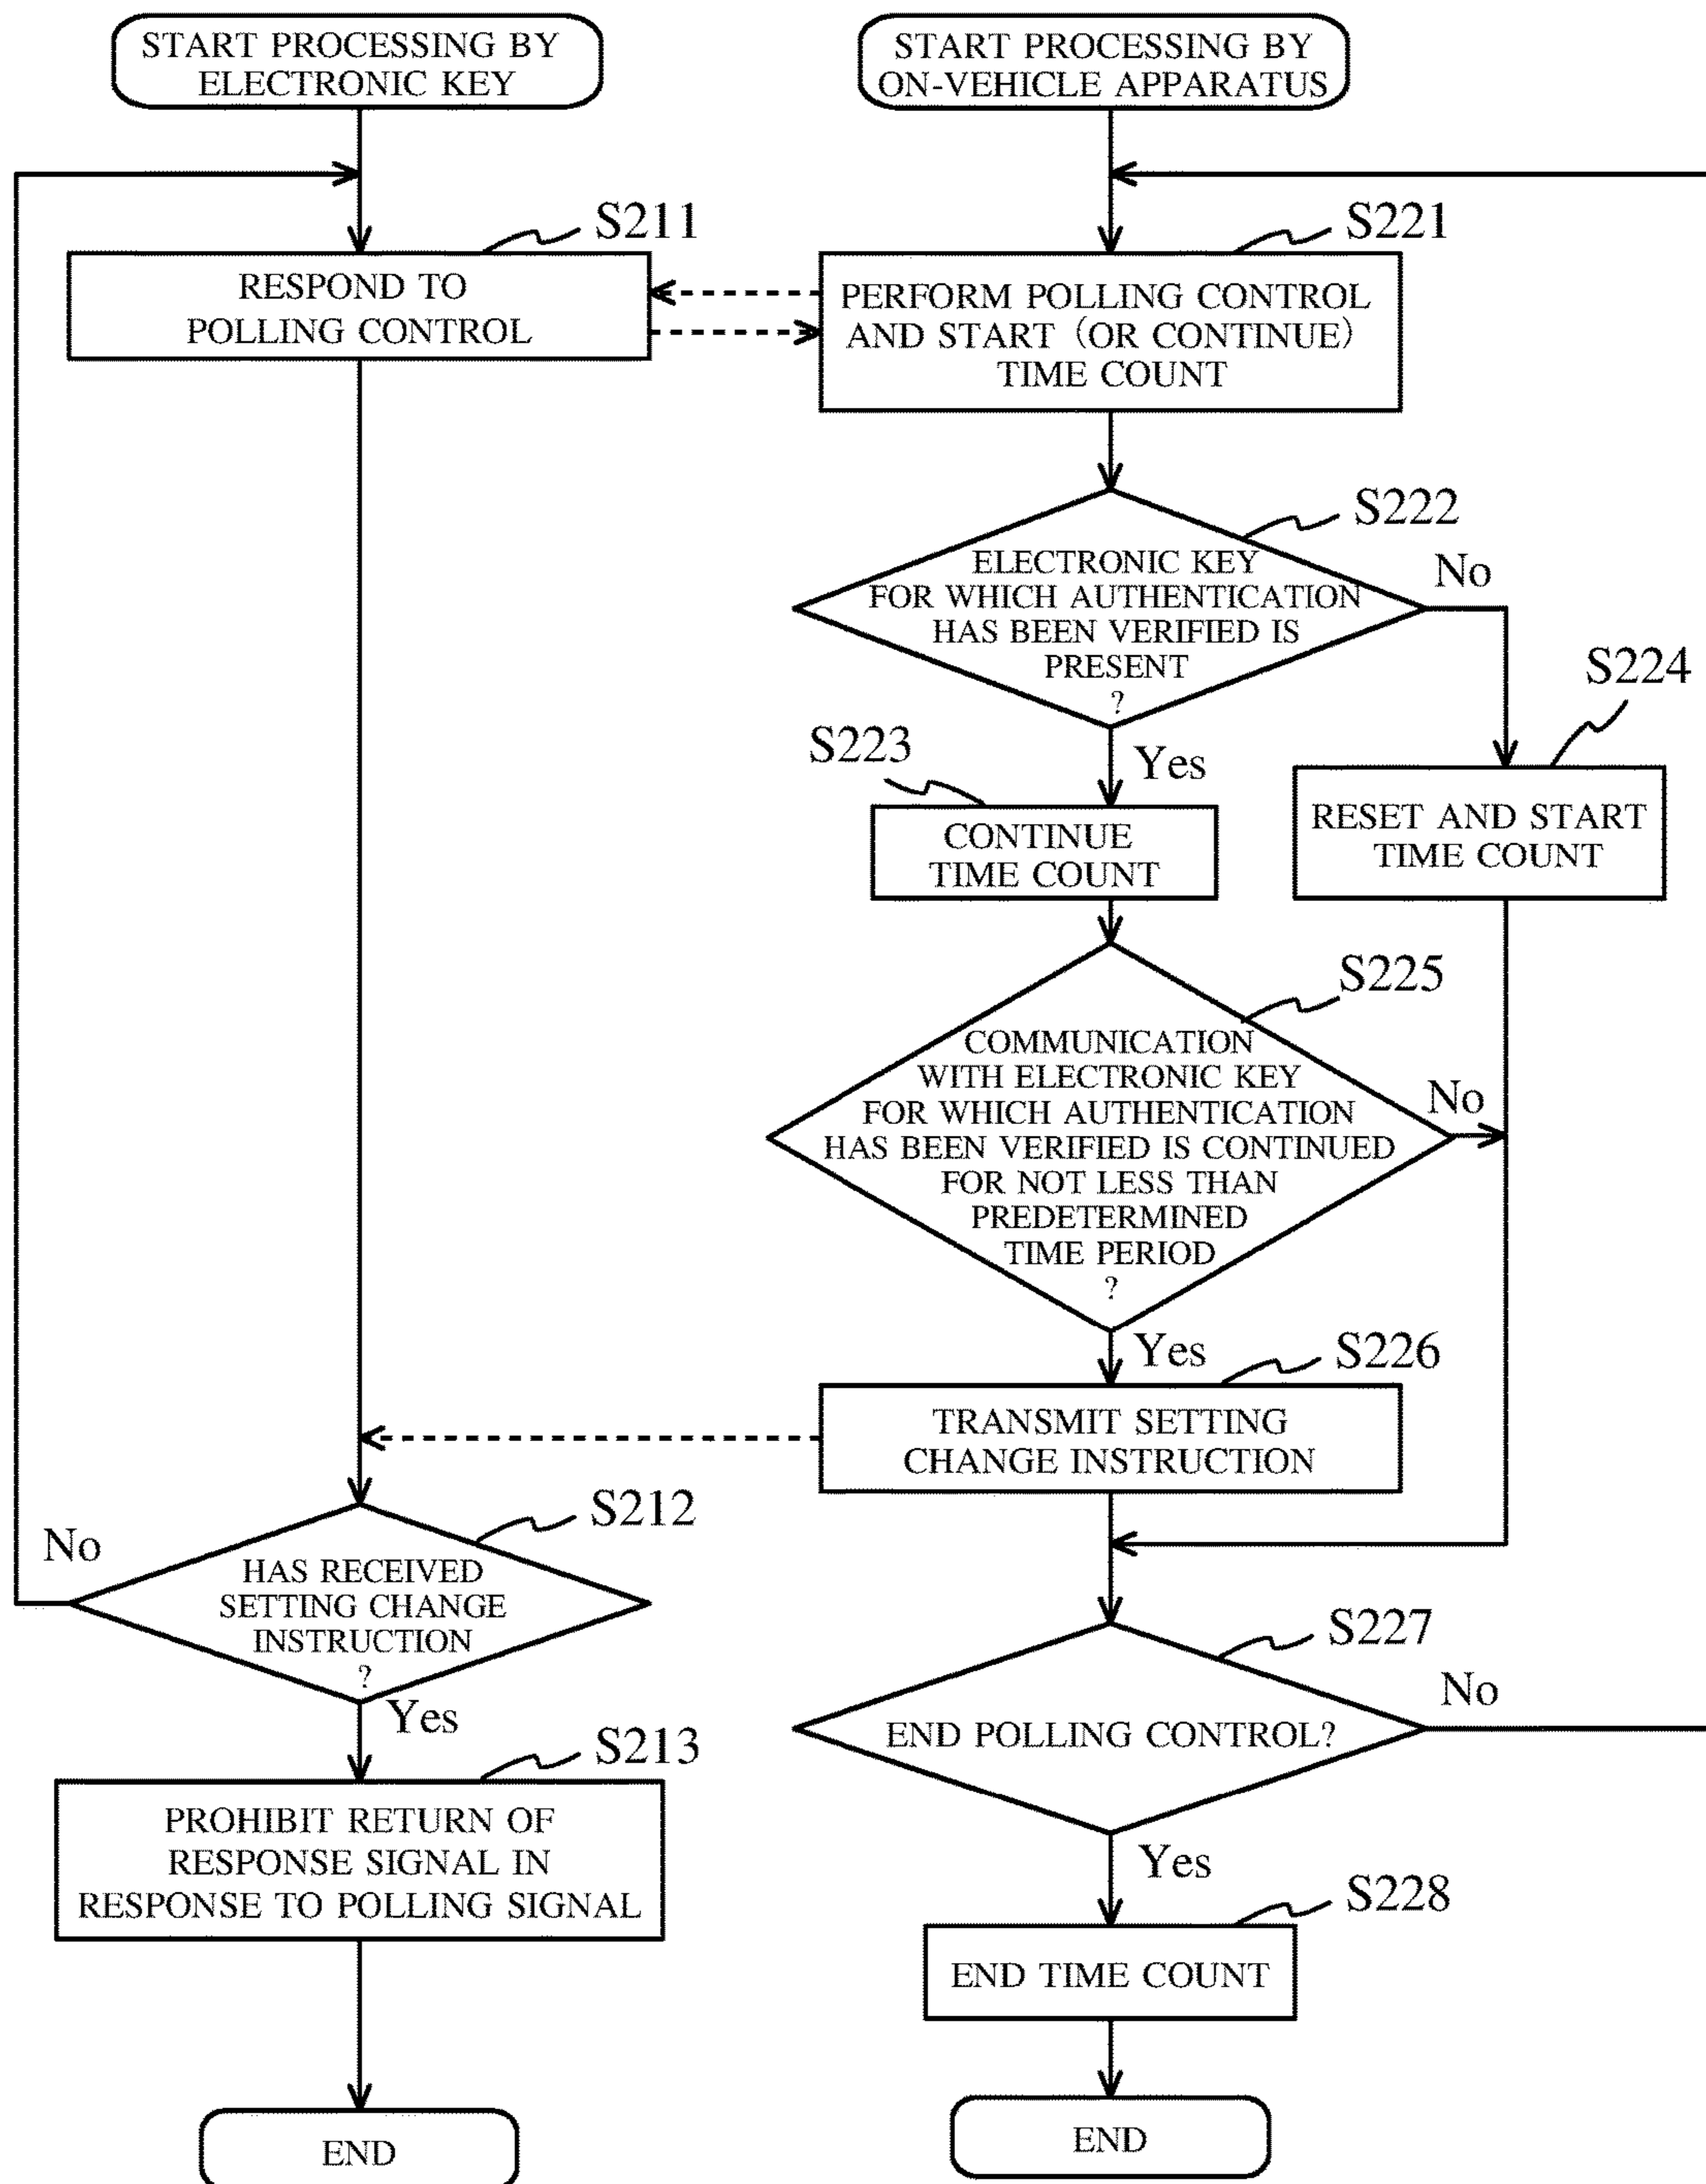 START PROCESSING BY
ELECTRONIC KEY
START PROCESSING BY
ON-VEHICLE APPARATUS
S211
RESPOND TO
POLLING CONTROL
S221
PERFORM POLLING CONTROL
AND START (OR CONTINUE)
TIME COUNT
S222
ELECTRONIC KEY
FOR WHICH AUTHENTICATION
HAS BEEN VERIFIED IS
PRESENT
?
No
Yes
S223
CONTINUE
TIME COUNT
S224
RESET AND START
TIME COUNT
S225
COMMUNICATION
WITH ELECTRONIC KEY
FOR WHICH AUTHENTICATION
HAS BEEN VERIFIED IS CONTINUED
FOR NOT LESS THAN
PREDETERMINED
TIME PERIOD
?
No
Yes
S226
TRANSMIT SETTING
CHANGE INSTRUCTION
S212
No
HAS RECEIVED
SETTING CHANGE
INSTRUCTION
?
Yes
S213
PROHIBIT RETURN OF
RESPONSE SIGNAL IN
RESPONSE TO POLLING SIGNAL
END
S227
No
END POLLING CONTROL?
Yes
S228
END TIME COUNT
END